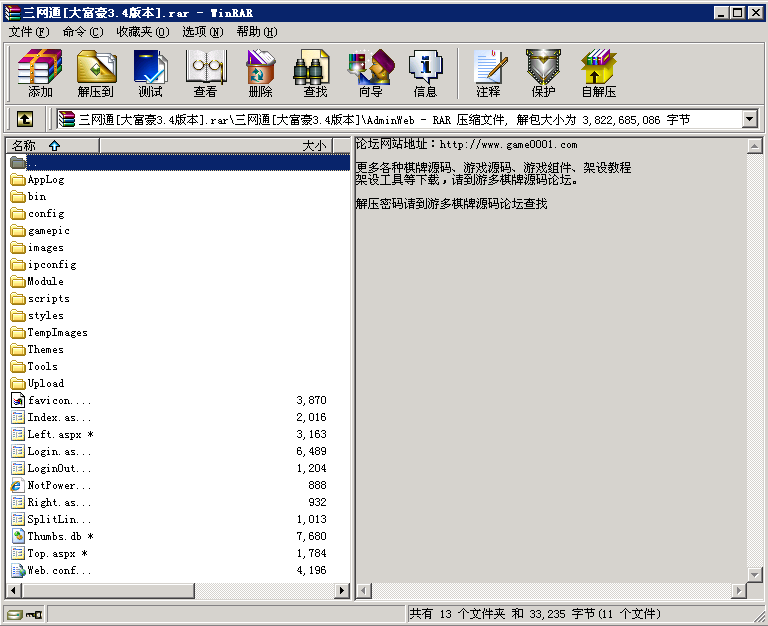 三网通[大富豪3.4版本].rar - WinRAR
文件(F) 命令(C) 收藏夹(O) 选项(N) 帮助(H)
添加 解压到 测试 查看 删除 查找 向导 信息 注释 保护 自解压
三网通[大富豪3.4版本].rar\三网通[大富豪3.4版本]\AdminWeb - RAR 压缩文件, 解包大小为 3,822,685,086 字节
名称 大小
..
AppLog
bin
config
gamepic
images
ipconfig
Module
scripts
styles
TempImages
Themes
Tools
Upload
favicon.... 3,870
Index.as... 2,016
Left.aspx * 3,163
Login.as... 6,489
LoginOut... 1,204
NotPower... 888
Right.as... 932
SplitLin... 1,013
Thumbs.db * 7,680
Top.aspx * 1,784
Web.conf... 4,196
论坛网站地址：http://www.game0001.com
更多各种棋牌源码、游戏源码、游戏组件、架设教程
架设工具等下载，请到游多棋牌源码论坛。
解压密码请到游多棋牌源码论坛查找
共有 13 个文件夹 和 33,235 字节(11 个文件)